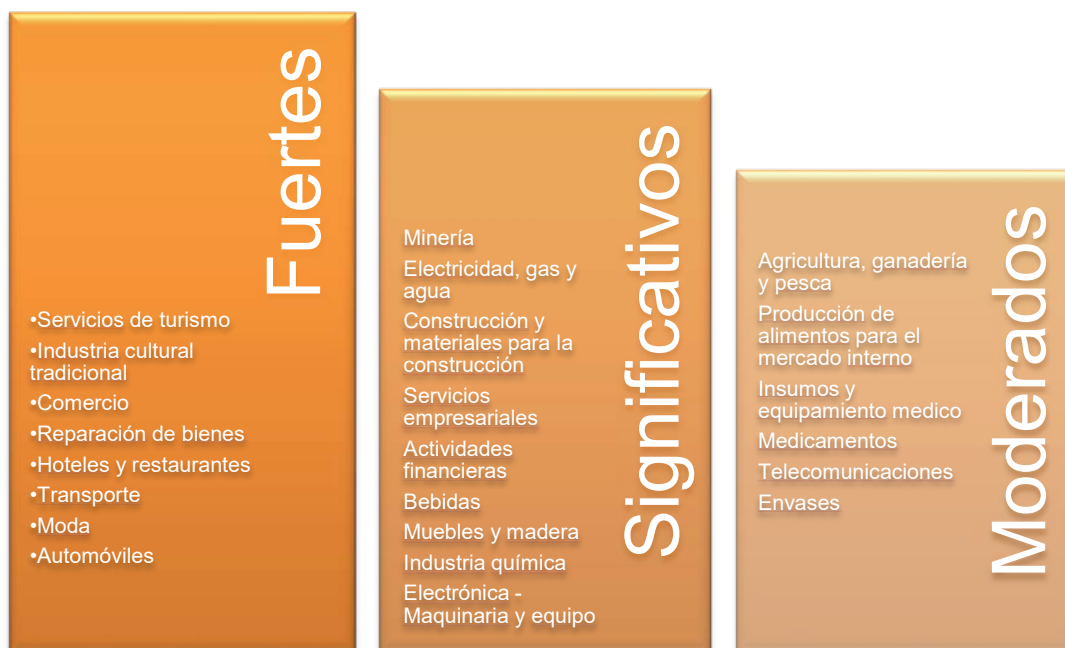 Fuertes
•Servicios de turismo
•Industria cultural
tradicional
•Comercio
•Reparación de bienes
•Hoteles y restaurantes
•Transporte
•Moda
•Automóviles
Significativos
Minería
Electricidad, gas y
agua
Construcción y
materiales para la
construcción
Servicios
empresariales
Actividades
financieras
Bebidas
Muebles y madera
Industria química
Electrónica -
Maquinaria y equipo
Moderados
Agricultura, ganadería
y pesca
Producción de
alimentos para el
mercado interno
Insumos y
equipamiento medico
Medicamentos
Telecomunicaciones
Envases